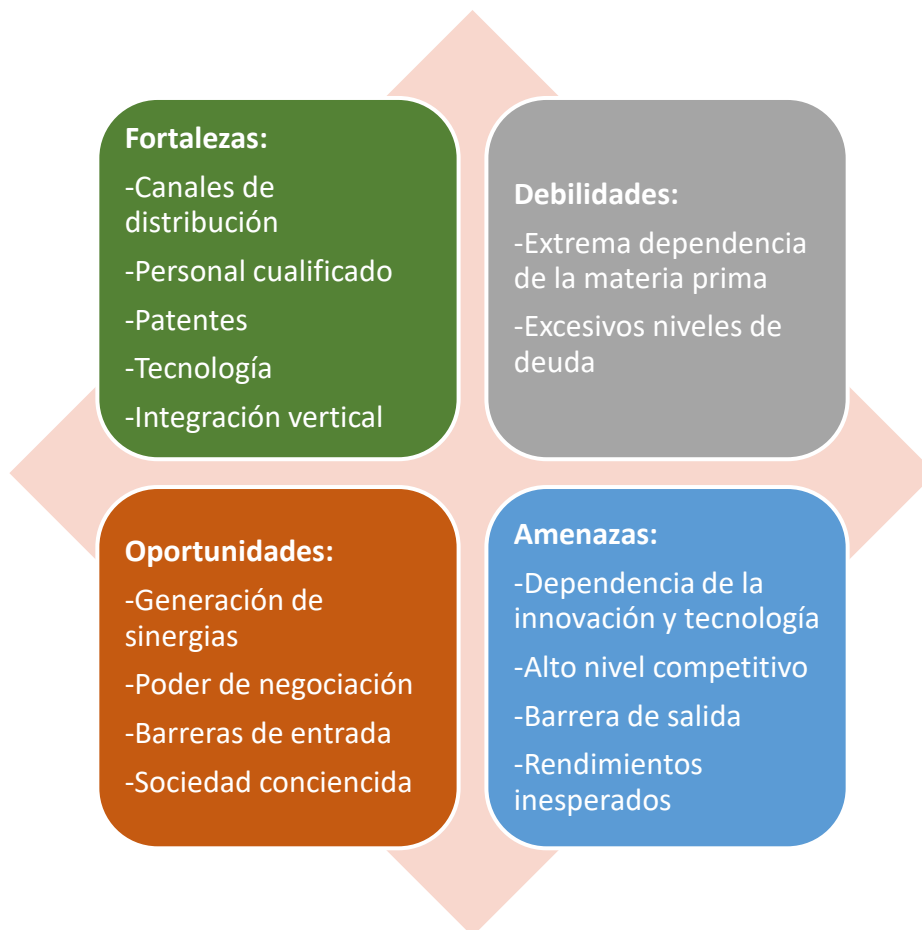 Fortalezas:
-Canales de
distribución
-Personal cualificado
-Patentes
-Tecnología
-Integración vertical
Debilidades:
-Extrema dependencia
de la materia prima
-Excesivos niveles de
deuda
Oportunidades:
-Generación de
sinergias
-Poder de negociación
-Barreras de entrada
-Sociedad conciencida
Amenazas:
-Dependencia de la
innovación y tecnología
-Alto nivel competitivo
-Barrera de salida
-Rendimientos
inesperados